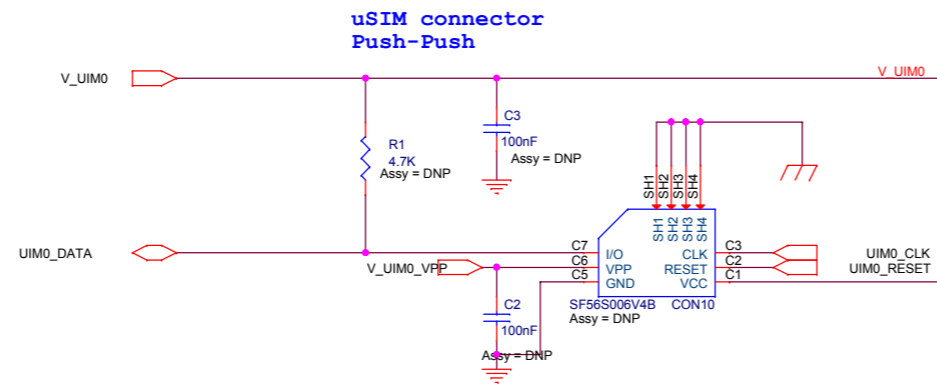 uSIM connector
Push-Push
V_UIM0
V_UIM0
C3
100nF
Assy = DNP
R1
4.7K
Assy = DNP
SH1
SH2
SH3
SH4
SH1
SH2
SH3
SH4
UIM0_DATA
C7
I/O
CLK
C3
UIM0_CLK
V_UIM0_VPP
C6
VPP
RESET
C2
UIM0_RESET
C5
GND
VCC
C1
SF56S006V4B
CON10
Assy = DNP
C2
100nF
Assy = DNP